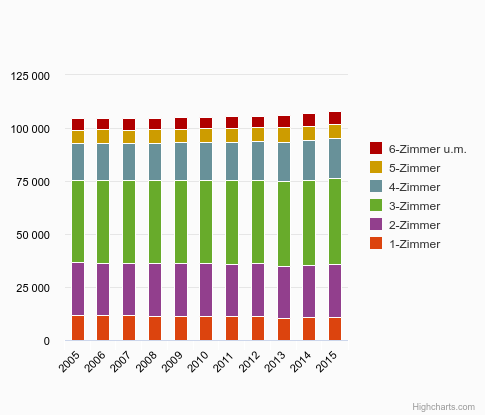 125 000
100 000
75 000
50 000
25 000
0
2005 2006 2007 2008 2009 2010 2011 2012 2013 2014 2015
6-Zimmer u.m.
5-Zimmer
4-Zimmer
3-Zimmer
2-Zimmer
1-Zimmer
Highcharts.com